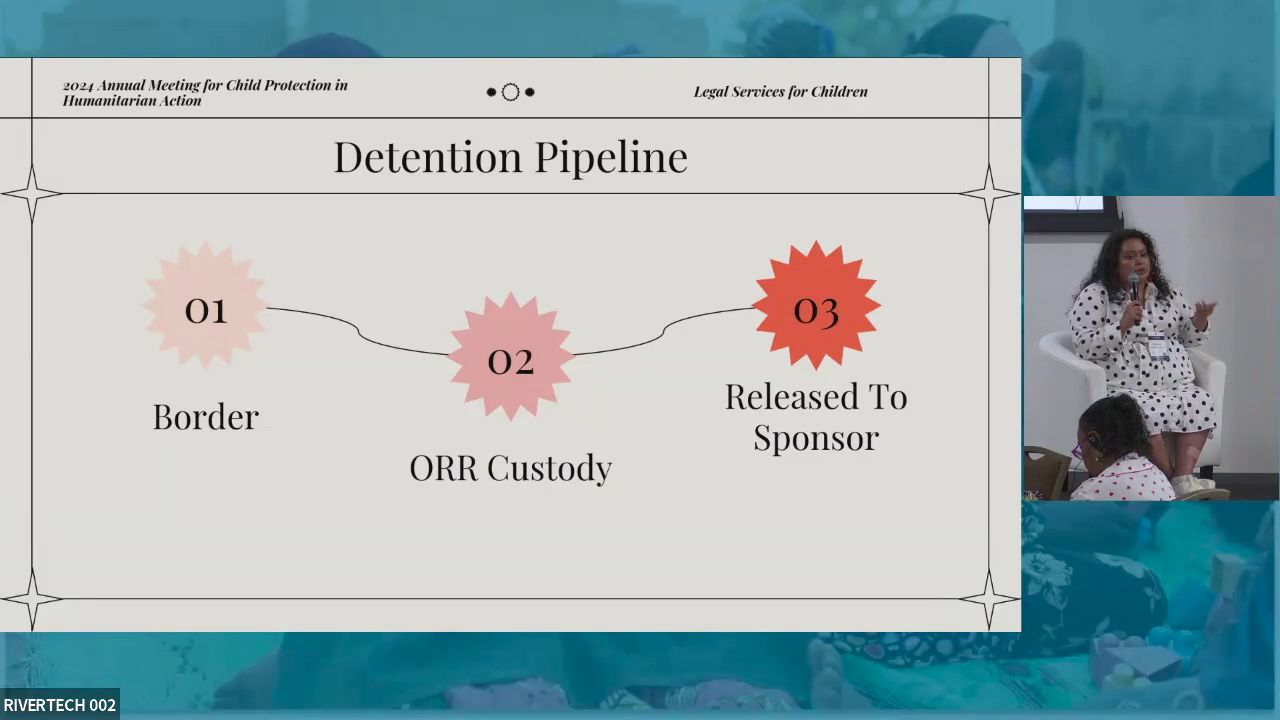 2024 Annual Meeting for Child Protection in
Humanitarian Action
Legal Services for Children
Detention Pipeline
01
Border
02
ORR Custody
03
Released To
Sponsor
RIVERTECH 002